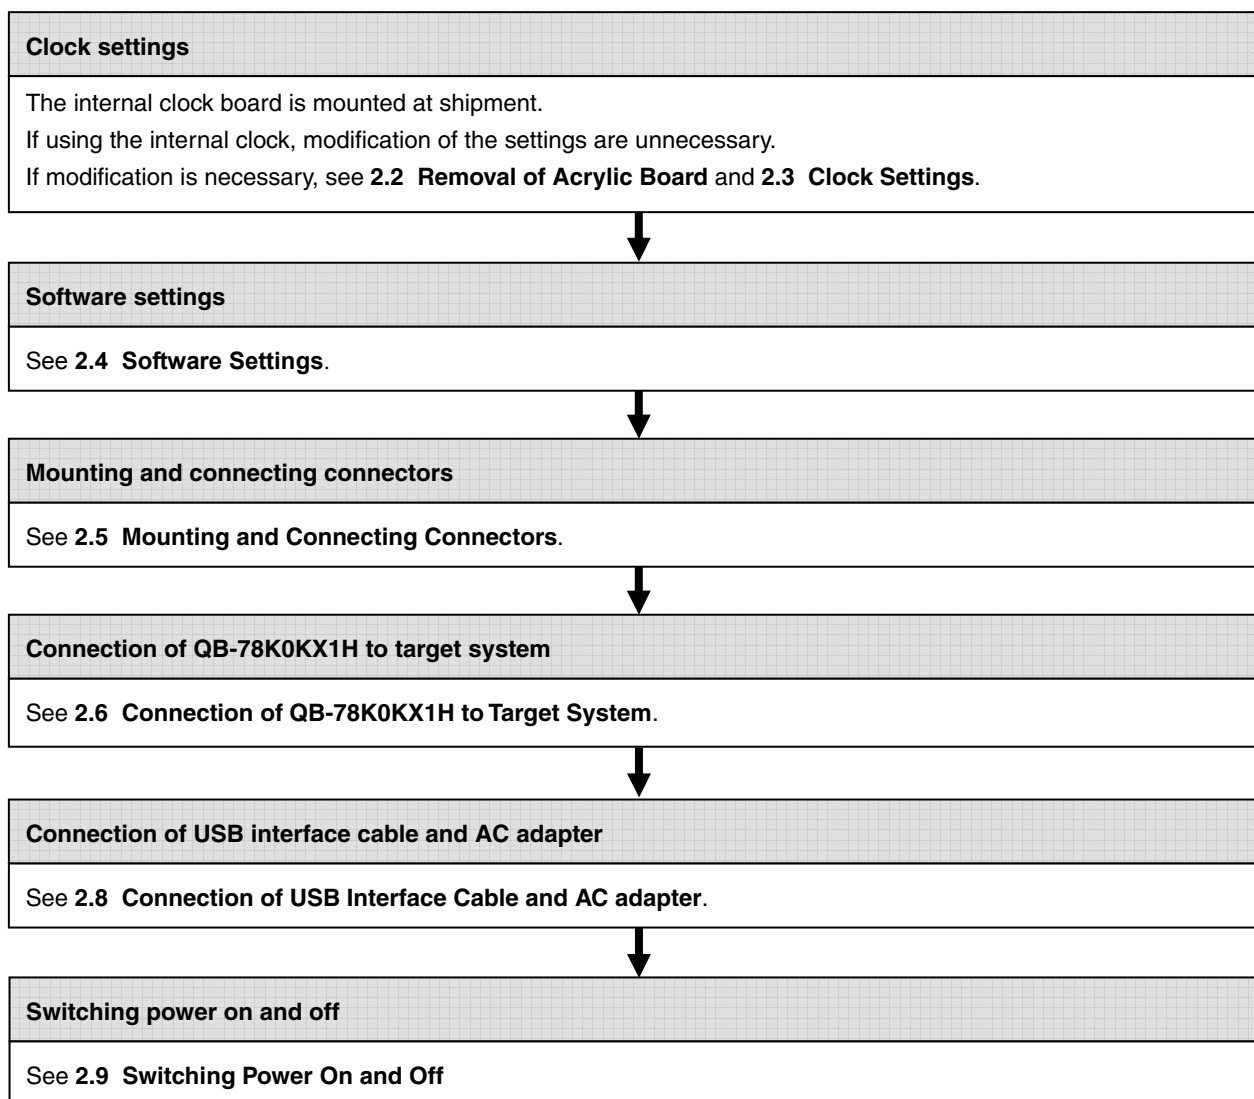 Clock settings
The internal clock board is mounted at shipment.
If using the internal clock, modification of the settings are unnecessary.
If modification is necessary, see 2.2 Removal of Acrylic Board and 2.3 Clock Settings.
Software settings
See 2.4 Software Settings.
Mounting and connecting connectors
See 2.5 Mounting and Connecting Connectors.
Connection of QB-78K0KX1H to target system
See 2.6 Connection of QB-78K0KX1H to Target System.
Connection of USB interface cable and AC adapter
See 2.8 Connection of USB Interface Cable and AC adapter.
Switching power on and off
See 2.9 Switching Power On and Off